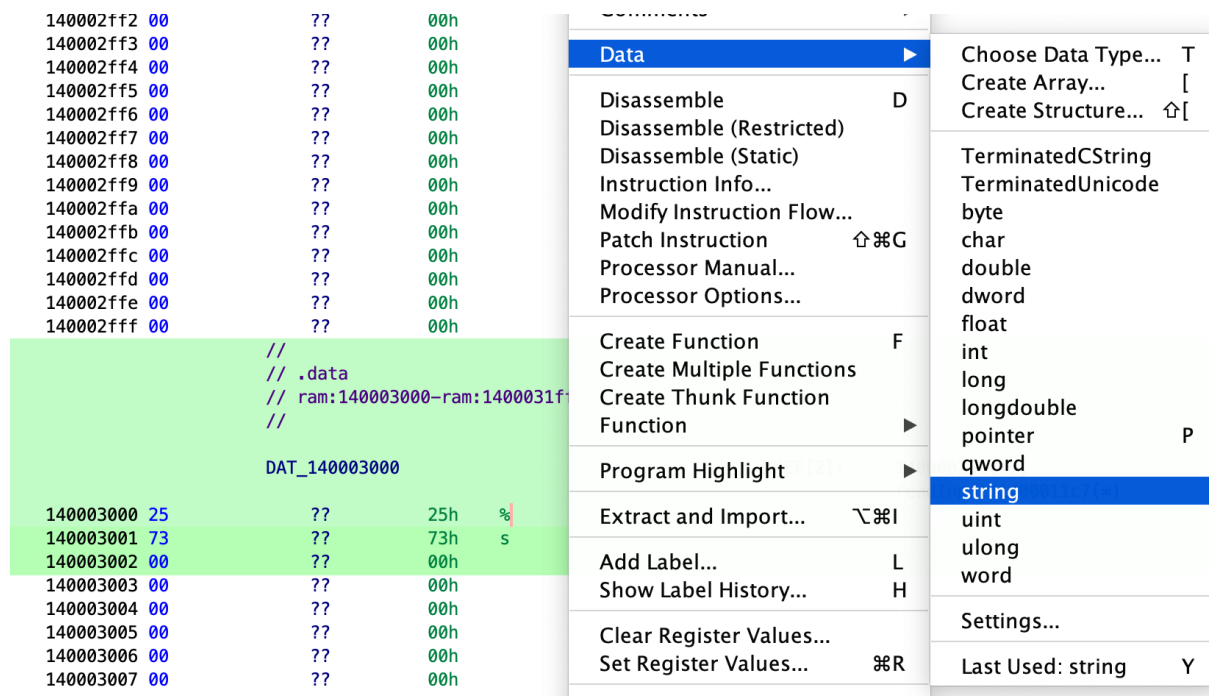 140002ff2 00 ?? 00h
140002ff3 00 ?? 00h
140002ff4 00 ?? 00h
140002ff5 00 ?? 00h
140002ff6 00 ?? 00h
140002ff7 00 ?? 00h
140002ff8 00 ?? 00h
140002ff9 00 ?? 00h
140002ffa 00 ?? 00h
140002ffb 00 ?? 00h
140002ffc 00 ?? 00h
140002ffd 00 ?? 00h
140002ffe 00 ?? 00h
140002fff 00 ?? 00h
//
// .data
// ram:140003000-ram:1400031f
//
DAT_140003000
140003000 25 ?? 25h %
140003001 73 ?? 73h s
140003002 00 ?? 00h
140003003 00 ?? 00h
140003004 00 ?? 00h
140003005 00 ?? 00h
140003006 00 ?? 00h
140003007 00 ?? 00h
Data ▶
Disassemble D
Disassemble (Restricted)
Disassemble (Static)
Instruction Info...
Modify Instruction Flow...
Patch Instruction ⇧⌘G
Processor Manual...
Processor Options...
Create Function F
Create Multiple Functions
Create Thunk Function
Function ▶
Program Highlight ▶
Extract and Import... ⌥⌘I
Add Label... L
Show Label History... H
Clear Register Values...
Set Register Values... ⌘R
Choose Data Type... T
Create Array... [
Create Structure... ⇧[
TerminatedCString
TerminatedUnicode
byte
char
double
dword
float
int
long
longdouble
pointer P
qword
string
uint
ulong
word
Settings...
Last Used: string Y